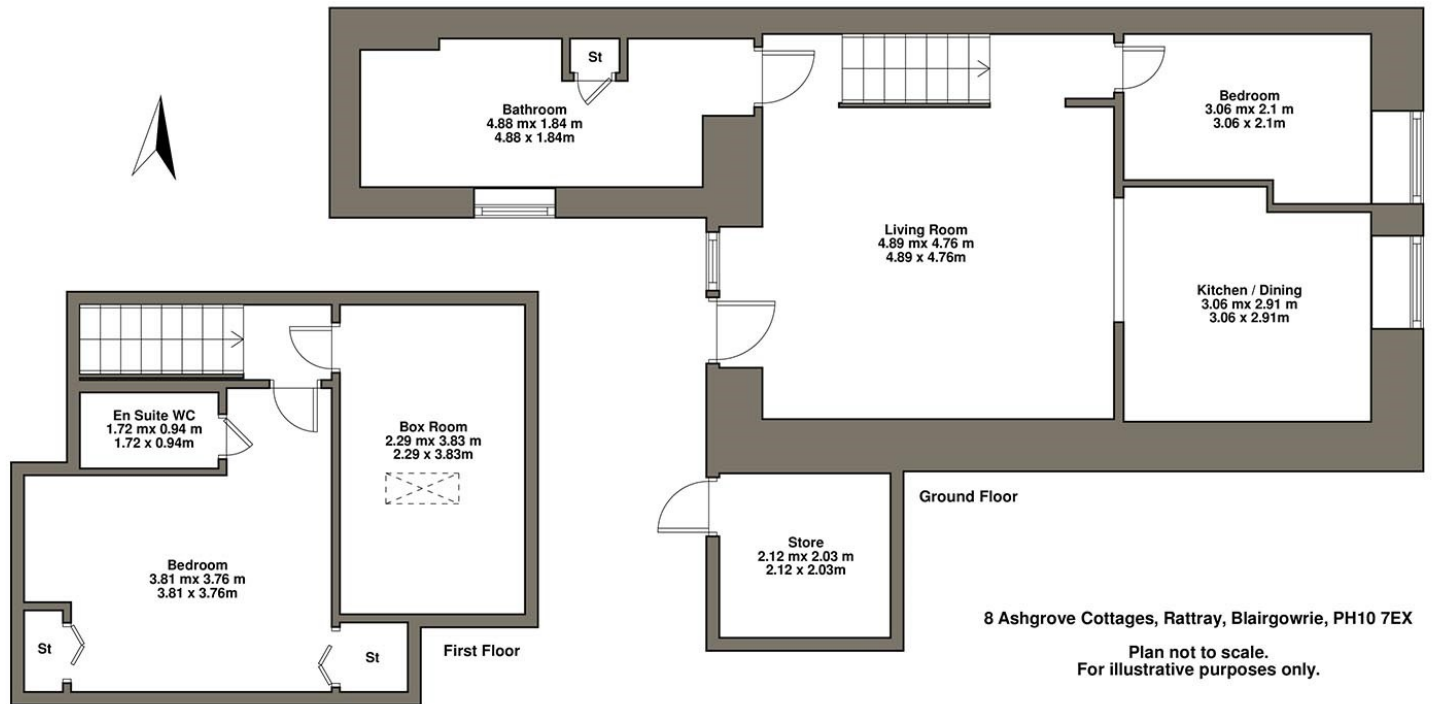 St
Bathroom
4.88 mx 1.84 m
4.88 x 1.84m
Bedroom
3.06 mx 2.1 m
3.06 x 2.1m
Living Room
4.89 mx 4.76 m
4.89 x 4.76m
Kitchen / Dining
3.06 mx 2.91 m
3.06 x 2.91m
En Suite WC
1.72 mx 0.94 m
1.72 x 0.94m
Box Room
2.29 mx 3.83 m
2.29 x 3.83m
Bedroom
3.81 mx 3.76 m
3.81 x 3.76m
St
St
First Floor
Ground Floor
Store
2.12 mx 2.03 m
2.12 x 2.03m
8 Ashgrove Cottages, Rattray, Blairgowrie, PH10 7EX
Plan not to scale.
For illustrative purposes only.